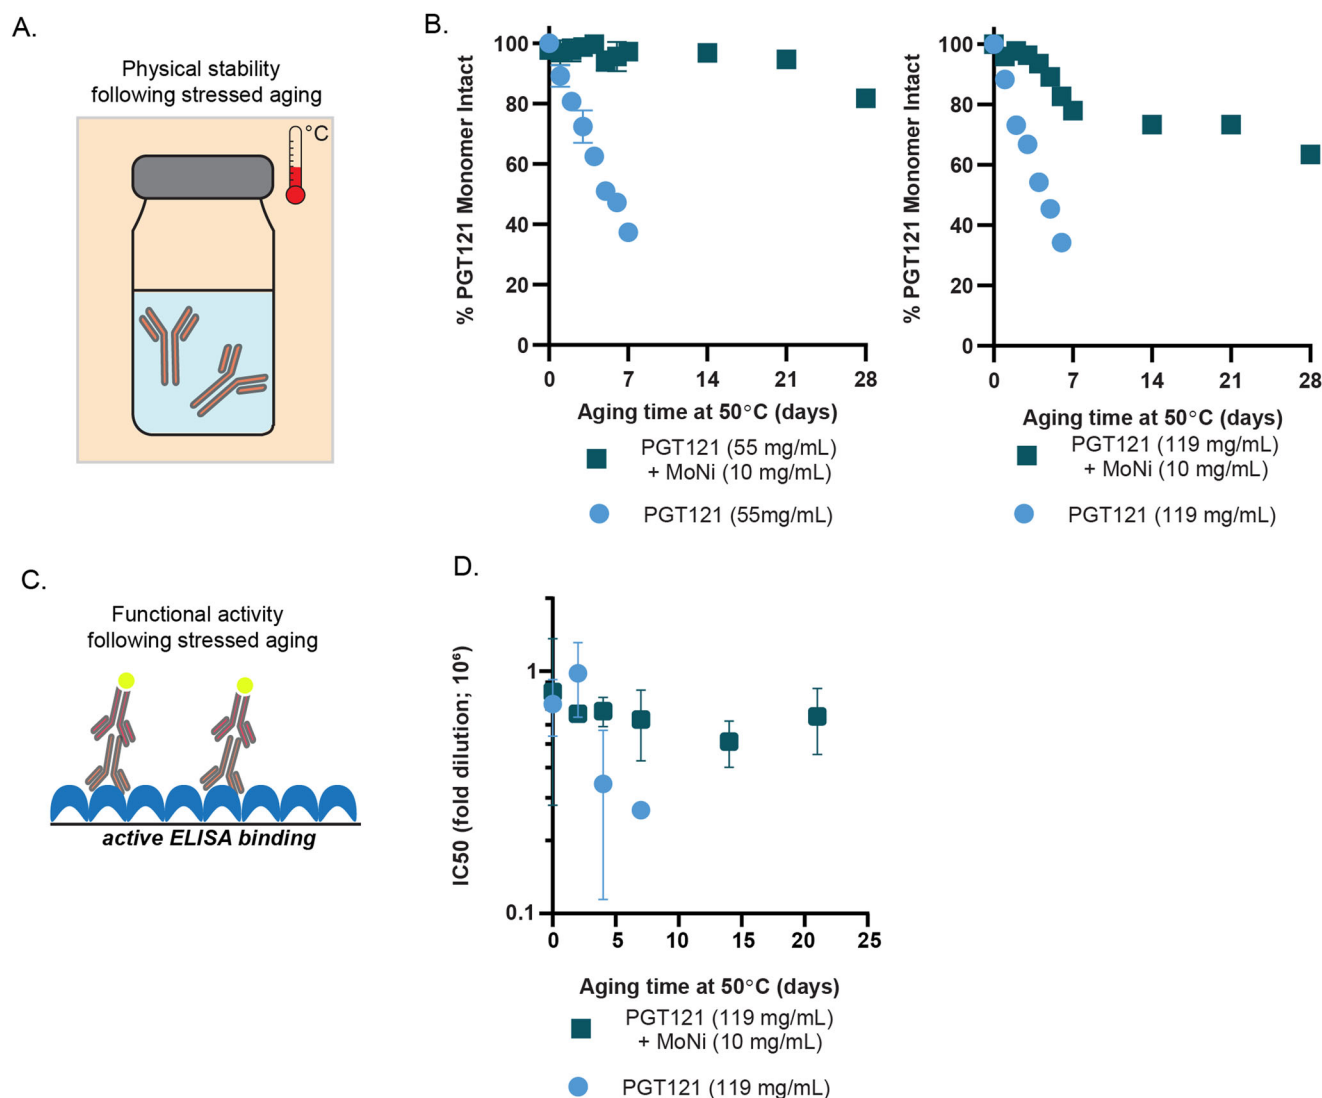 A.
Physical stability
following stressed aging
°C
B.
% PGT121 Monomer Intact
100
80
60
40
20
0
0 7 14 21 28
Aging time at 50°C (days)
PGT121 (55 mg/mL)
+ MoNi (10 mg/mL)
PGT121 (55mg/mL)
% PGT121 Monomer Intact
100
80
60
40
20
0
0 7 14 21 28
Aging time at 50°C (days)
PGT121 (119 mg/mL)
+ MoNi (10 mg/mL)
PGT121 (119 mg/mL)
C.
Functional activity
following stressed aging
active ELISA binding
D.
IC50 (fold dilution; 10⁶)
1
0.1
0 5 10 15 20 25
Aging time at 50°C (days)
PGT121 (119 mg/mL)
+ MoNi (10 mg/mL)
PGT121 (119 mg/mL)